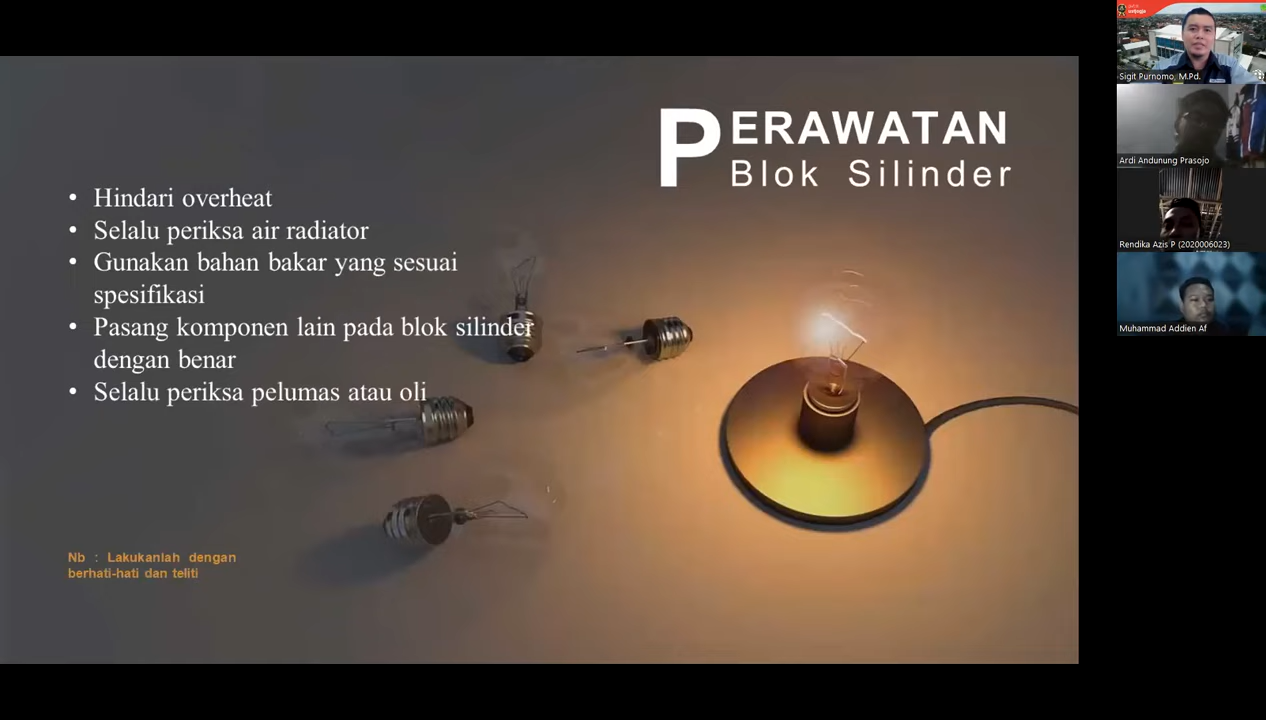 PERAWATAN
Blok Silinder
• Hindari overheat
• Selalu periksa air radiator
• Gunakan bahan bakar yang sesuai
spesifikasi
• Pasang komponen lain pada blok silinder
dengan benar
• Selalu periksa pelumas atau oli
Nb : Lakukanlah dengan
berhati-hati dan teliti
Sigit Purnomo, M.Pd.
Ardi Andunung Prasojo
Rendika Azis P (2020006023)
Muhammad Addien Af